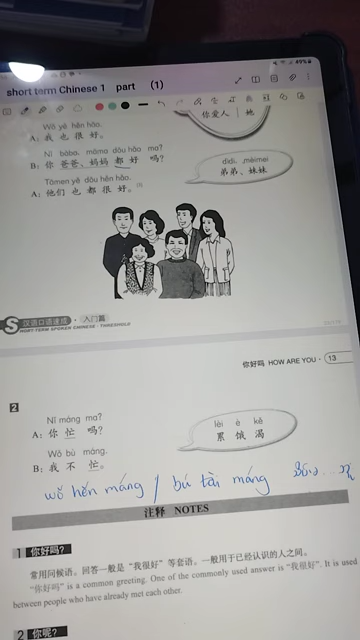 short term Chinese 1 part (1)
49%
Wǒ yě hěn hǎo.
A: 我 也 很 好。
你爱人 她
Nǐ bàba、māma dōu hǎo ma?
B: 你 爸爸、妈妈 都 好 吗?
dìdi、mèimei
弟弟、妹妹
Tāmen yě dōu hěn hǎo.
A: 他们 也 都 很 好。
汉语口语速成 · 入门篇
SHORT-TERM SPOKEN CHINESE · THRESHOLD
你好吗 HOW ARE YOU · 13
2
Nǐ máng ma?
A: 你 忙 吗?
lèi è kě
累 饿 渴
Wǒ bù máng.
B: 我 不 忙。
wǒ hěn máng / bú tài máng
注释 NOTES
1 你好吗?
常用问候语。回答一般是“我很好”等套语。一般用于已经认识的人之间。
“你好吗” is a common greeting. One of the commonly used answer is “我很好”. It is used
between people who have already met each other.
2 你呢?